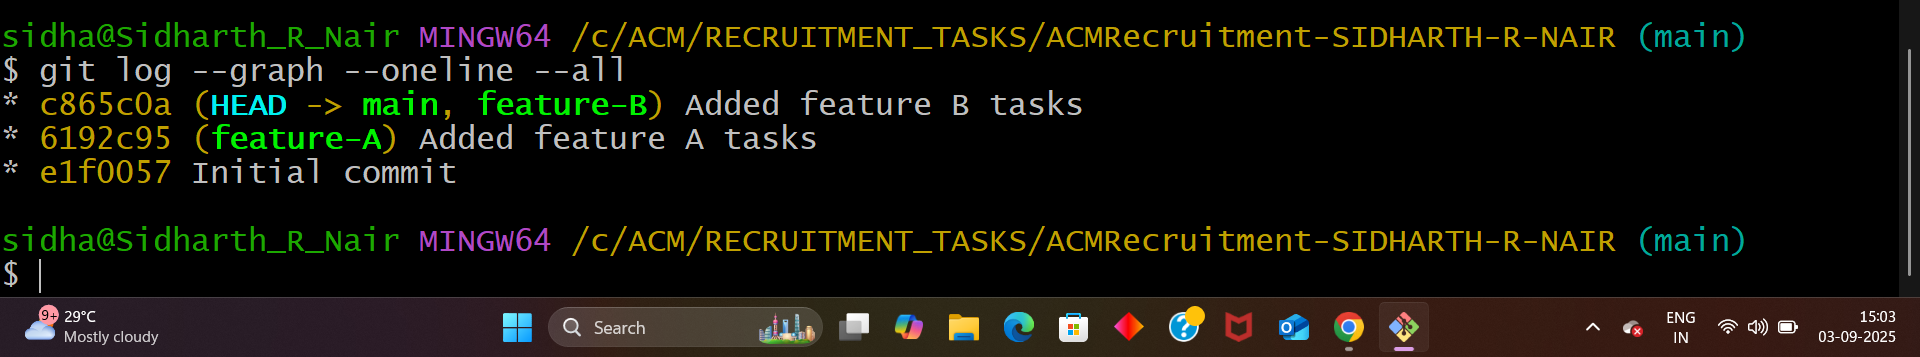 sidha@Sidharth_R_Nair MINGW64 /c/ACM/RECRUITMENT_TASKS/ACMRecruitment-SIDHARTH-R-NAIR (main)
$ git log --graph --oneline --all
* c865c0a (HEAD -> main, feature-B) Added feature B tasks
* 6192c95 (feature-A) Added feature A tasks
* e1f0057 Initial commit
sidha@Sidharth_R_Nair MINGW64 /c/ACM/RECRUITMENT_TASKS/ACMRecruitment-SIDHARTH-R-NAIR (main)
$
9+
29°C
Mostly cloudy
Search
ENG
IN
15:03
03-09-2025